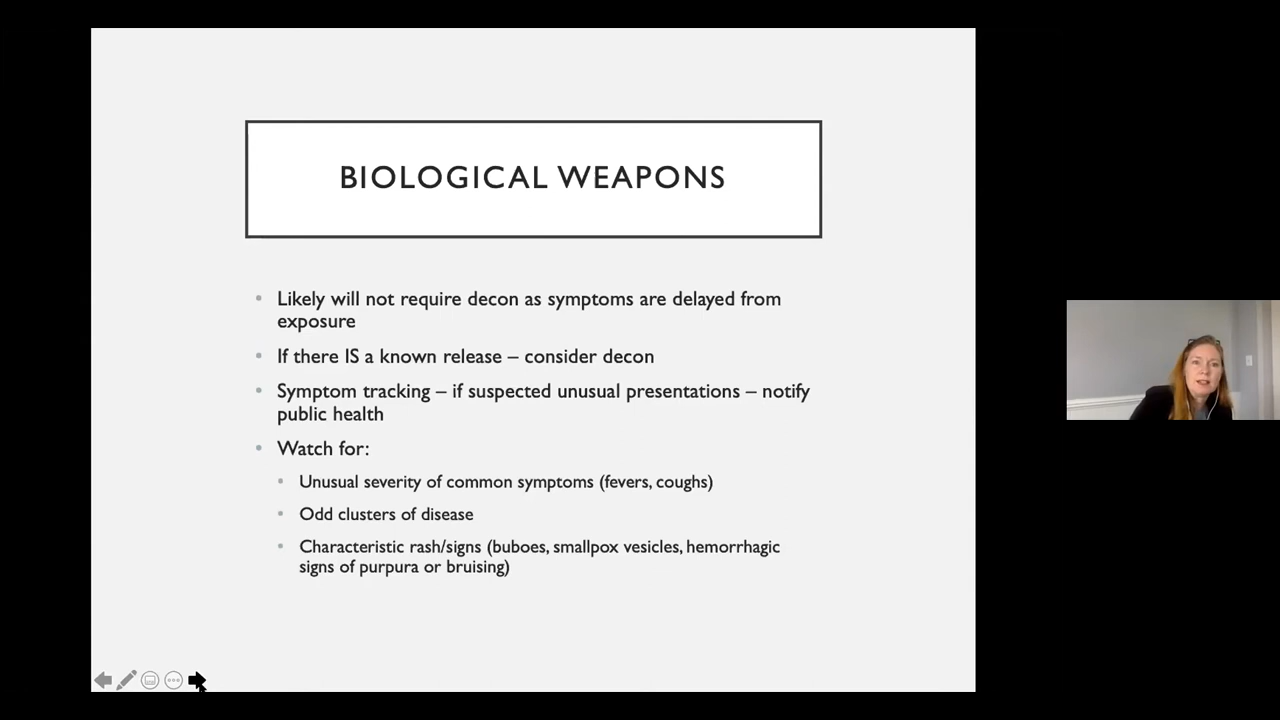 BIOLOGICAL WEAPONS
Likely will not require decon as symptoms are delayed from
exposure
If there IS a known release – consider decon
Symptom tracking – if suspected unusual presentations – notify
public health
Watch for:
Unusual severity of common symptoms (fevers, coughs)
Odd clusters of disease
Characteristic rash/signs (buboes, smallpox vesicles, hemorrhagic
signs of purpura or bruising)